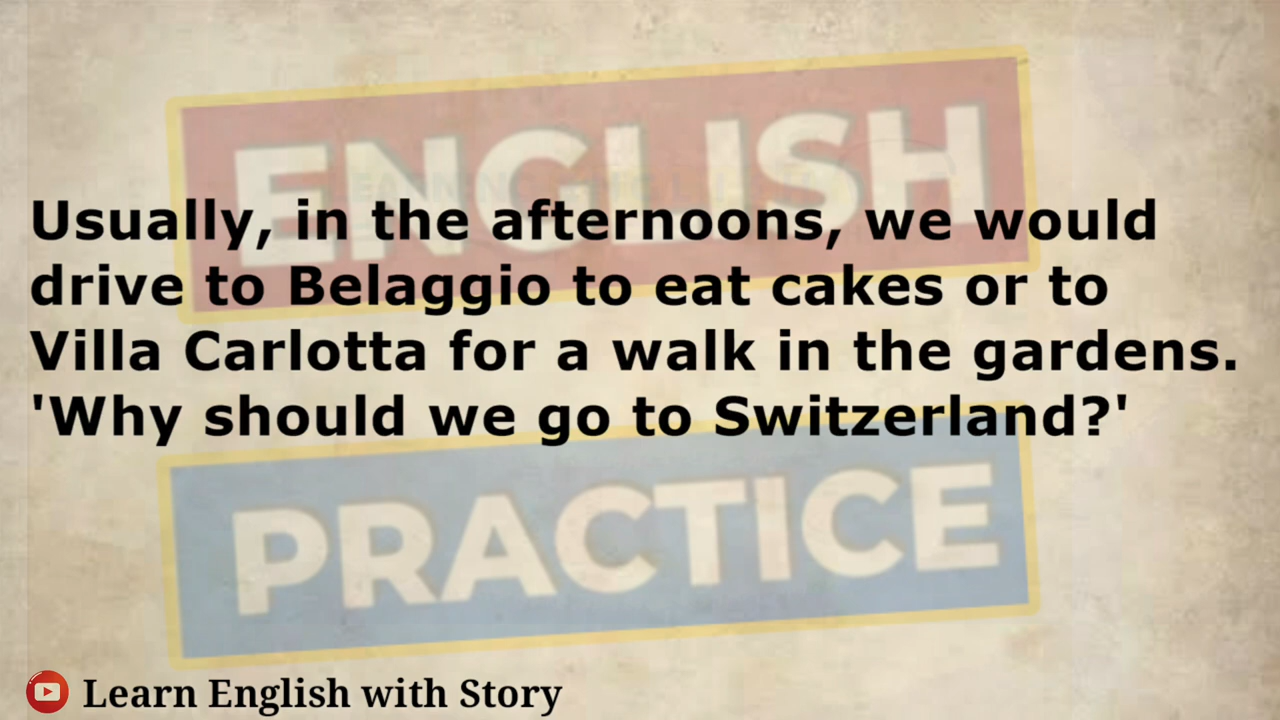 ENGLISH
Usually, in the afternoons, we would
drive to Belaggio to eat cakes or to
Villa Carlotta for a walk in the gardens.
'Why should we go to Switzerland?'
PRACTICE
Learn English with Story